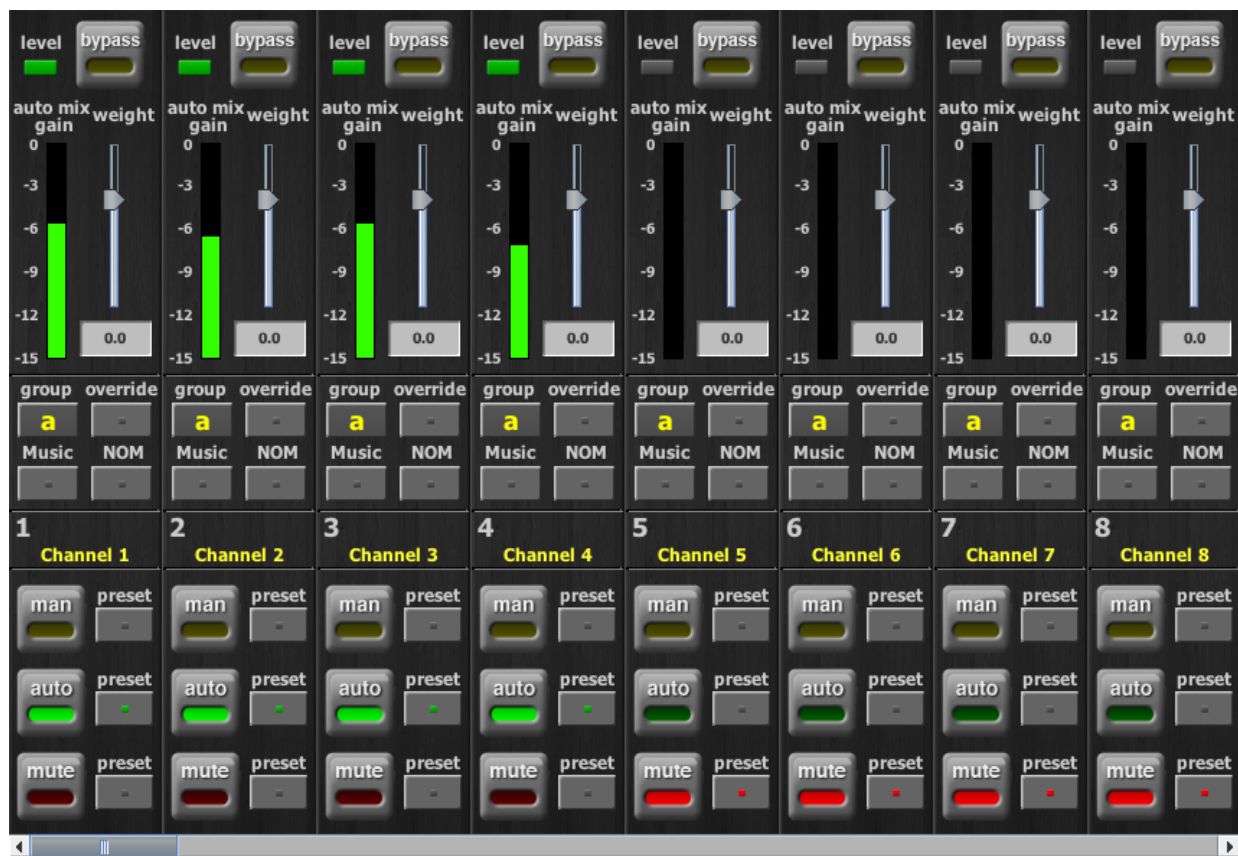 level bypass level bypass level bypass level bypass level bypass level bypass level bypass level bypass
auto mix gain weight auto mix gain weight auto mix gain weight auto mix gain weight auto mix gain weight auto mix gain weight auto mix gain weight auto mix gain weight
0 0 0 0 0 0 0 0
-3 -3 -3 -3 -3 -3 -3 -3
-6 -6 -6 -6 -6 -6 -6 -6
-9 -9 -9 -9 -9 -9 -9 -9
-12 -12 -12 -12 -12 -12 -12 -12
0.0 0.0 0.0 0.0 0.0 0.0 0.0 0.0
-15 -15 -15 -15 -15 -15 -15 -15
group override group override group override group override group override group override group override group override
a a a a a a a a
Music NOM Music NOM Music NOM Music NOM Music NOM Music NOM Music NOM Music NOM
1 2 3 4 5 6 7 8
Channel 1 Channel 2 Channel 3 Channel 4 Channel 5 Channel 6 Channel 7 Channel 8
man preset man preset man preset man preset man preset man preset man preset man preset
auto preset auto preset auto preset auto preset auto preset auto preset auto preset auto preset
mute preset mute preset mute preset mute preset mute preset mute preset mute preset mute preset